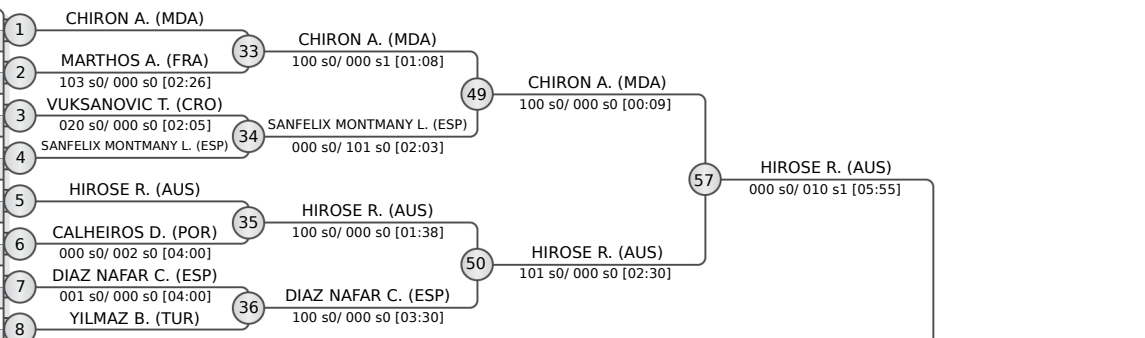 1
CHIRON A. (MDA)
2
MARTHOS A. (FRA)
103 s0/ 000 s0 [02:26]
3
VUKSANOVIC T. (CRO)
020 s0/ 000 s0 [02:05]
4
SANFELIX MONTMANY L. (ESP)
5
HIROSE R. (AUS)
6
CALHEIROS D. (POR)
000 s0/ 002 s0 [04:00]
7
DIAZ NAFAR C. (ESP)
001 s0/ 000 s0 [04:00]
8
YILMAZ B. (TUR)
33
CHIRON A. (MDA)
100 s0/ 000 s1 [01:08]
34
SANFELIX MONTMANY L. (ESP)
000 s0/ 101 s0 [02:03]
35
HIROSE R. (AUS)
100 s0/ 000 s0 [01:38]
36
DIAZ NAFAR C. (ESP)
100 s0/ 000 s0 [03:30]
49
CHIRON A. (MDA)
100 s0/ 000 s0 [00:09]
50
HIROSE R. (AUS)
101 s0/ 000 s0 [02:30]
57
HIROSE R. (AUS)
000 s0/ 010 s1 [05:55]